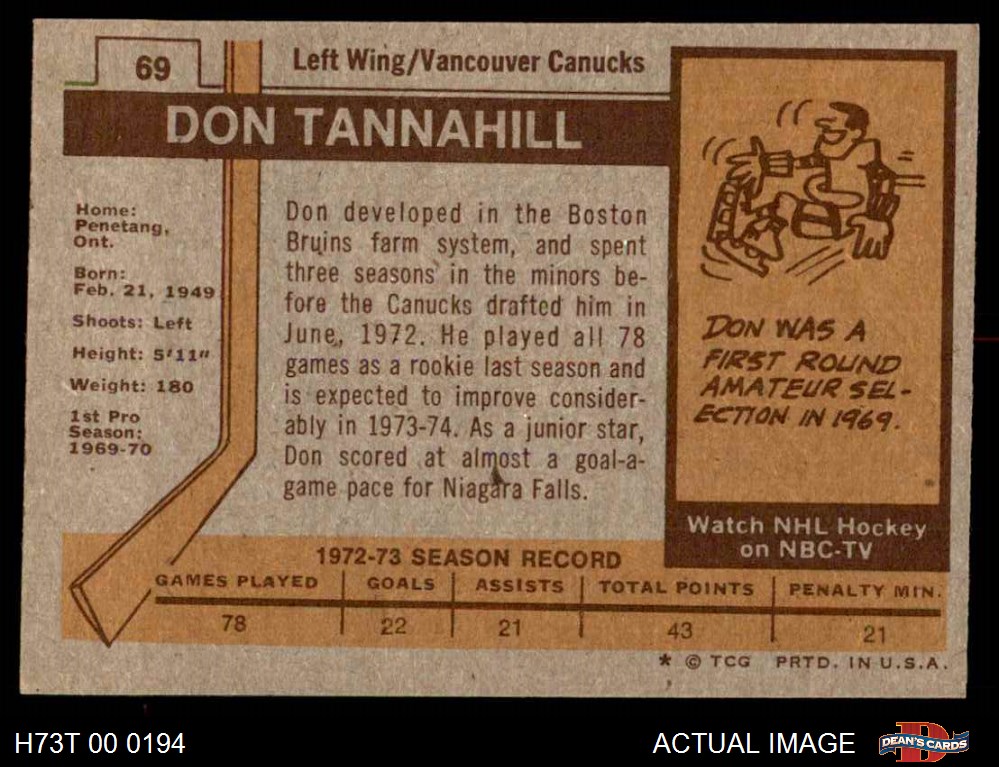 69
Left Wing/Vancouver Canucks
DON TANNAHILL
Home:
Penetang,
Ont.
Born:
Feb. 21, 1949
Shoots: Left
Height: 5'11"
Weight: 180
1st Pro
Season:
1969-70
Don developed in the Boston
Bruins farm system, and spent
three seasons in the minors be-
fore the Canucks drafted him in
June, 1972. He played all 78
games as a rookie last season and
is expected to improve consider-
ably in 1973-74. As a junior star,
Don scored at almost a goal-a-
game pace for Niagara Falls.
DON WAS A
FIRST ROUND
AMATEUR SEL-
ECTION IN 1969.
Watch NHL Hockey
on NBC-TV
1972-73 SEASON RECORD
GAMES PLAYED GOALS ASSISTS TOTAL POINTS PENALTY MIN.
78 22 21 43 21
* © TCG PRTD. IN U.S.A.
H73T 00 0194
ACTUAL IMAGE
D
DEAN'S CARDS